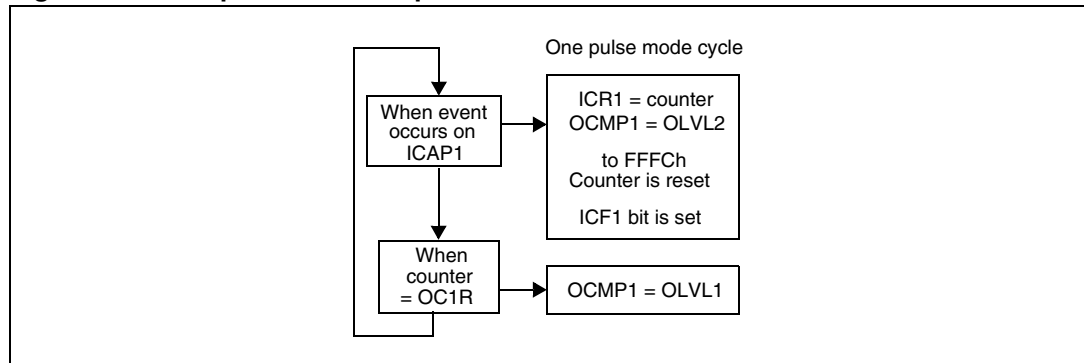 One pulse mode cycle
When event
occurs on
ICAP1
ICR1 = counter
OCMP1 = OLVL2
to FFFCh
Counter is reset
ICF1 bit is set
When
counter
= OC1R
OCMP1 = OLVL1